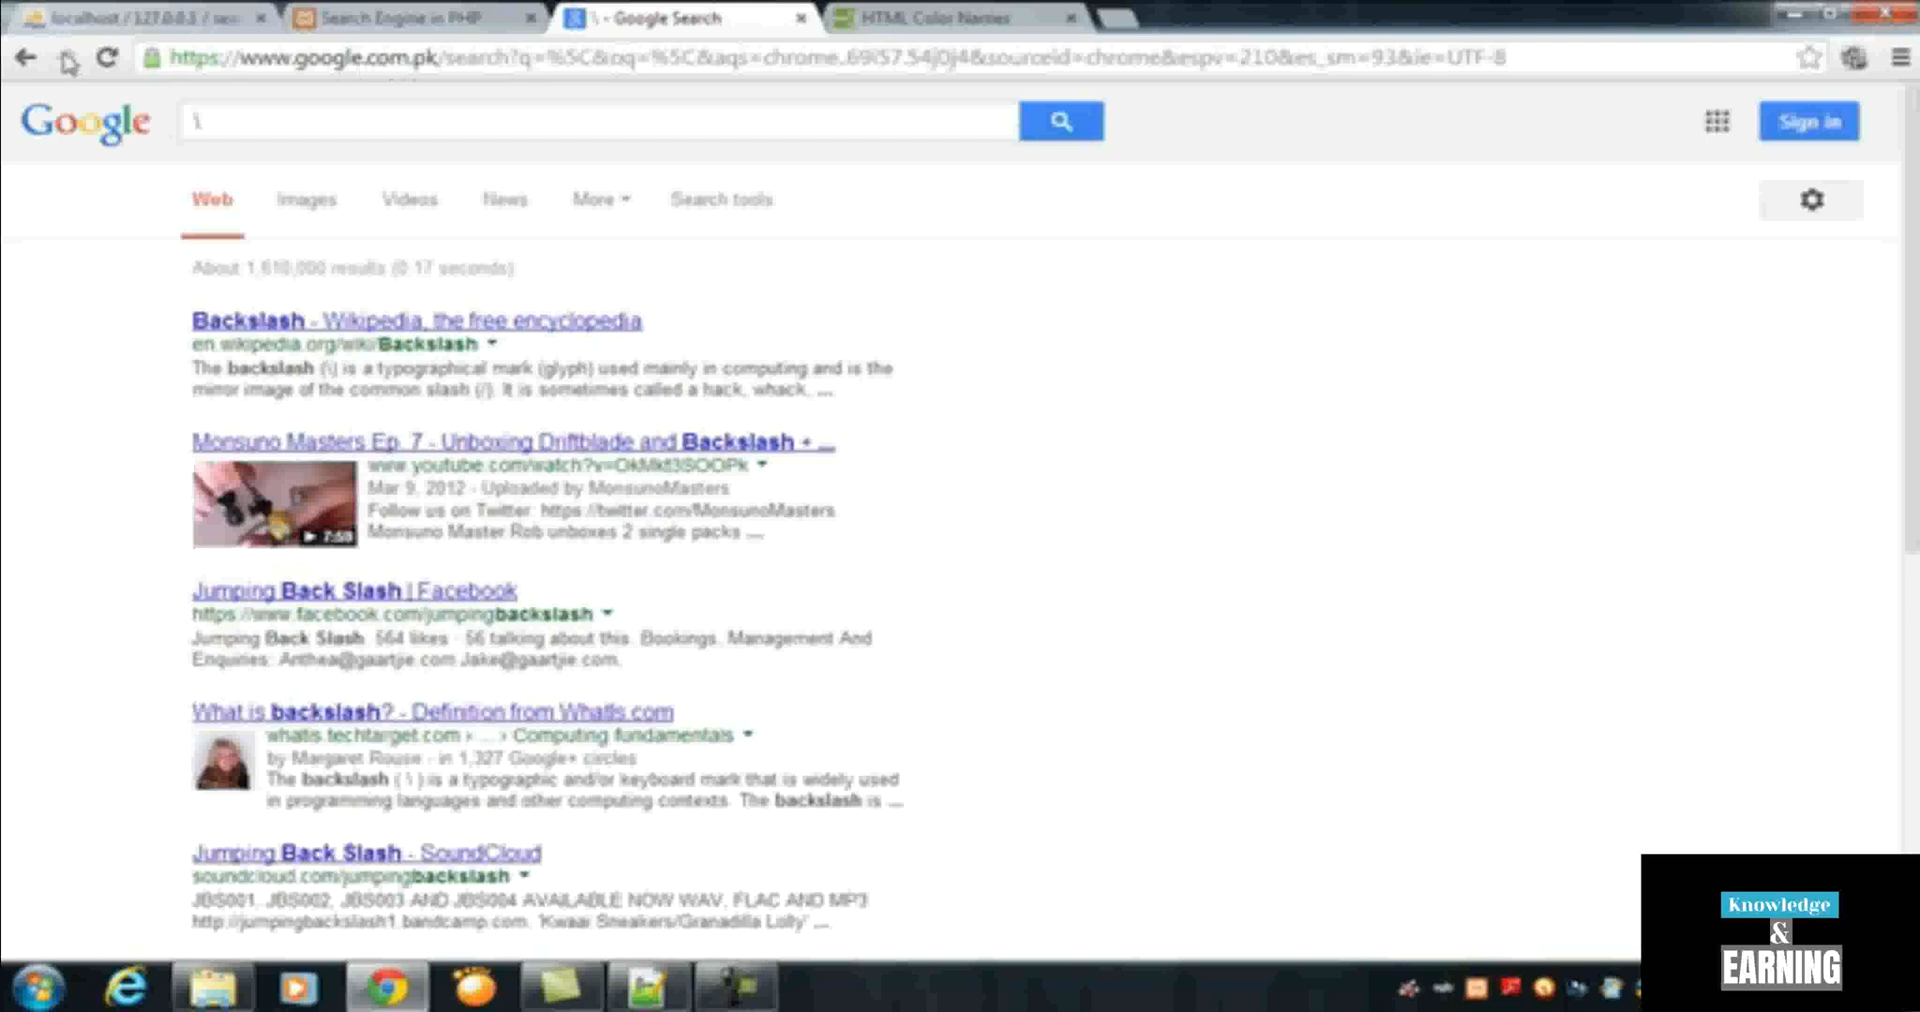 localhost / 127.0.0.1 /
Search Engine in PHP
\ - Google Search
HTML Color Names
https://www.google.com.pk/search?q=%5C&oq=%5C&aqs=chrome..69i57.54j0j4&sourceid=chrome&espv=210&es_sm=93&ie=UTF-8
Google
\
Sign in
Web
Images
Videos
News
More
Search tools
About 1,610,000 results (0.17 seconds)
Backslash - Wikipedia, the free encyclopedia
en.wikipedia.org/wiki/Backslash
The backslash (\) is a typographical mark (glyph) used mainly in computing and is the
mirror image of the common slash (/). It is sometimes called a hack, whack, ...
Monsuno Masters Ep. 7 - Unboxing Driftblade and Backslash + ...
Mar 9, 2012 - Uploaded by MonsunoMasters
Follow us on Twitter: https://twitter.com/MonsunoMasters
Monsuno Master Rob unboxes 2 single packs ...
Jumping Back Slash | Facebook
https://www.facebook.com/jumpingbackslash
Jumping Back Slash. 564 likes · 56 talking about this. Bookings, Management And
Enquiries: Anthea@gaartjie.com Jake@gaartjie.com.
What is backslash? - Definition from WhatIs.com
whatis.techtarget.com › ... › Computing fundamentals
by Margaret Rouse - in 1,327 Google+ circles
The backslash ( \ ) is a typographic and/or keyboard mark that is widely used
in programming languages and other computing contexts. The backslash is ...
Jumping Back Slash - SoundCloud
soundcloud.com/jumpingbackslash
JBS001, JBS002, JBS003 AND JBS004 AVAILABLE NOW WAV, FLAC AND MP3
http://jumpingbackslash1.bandcamp.com. 'Kwaai Sneakers/Granadilla Lolly' ...
Knowledge
&
EARNING